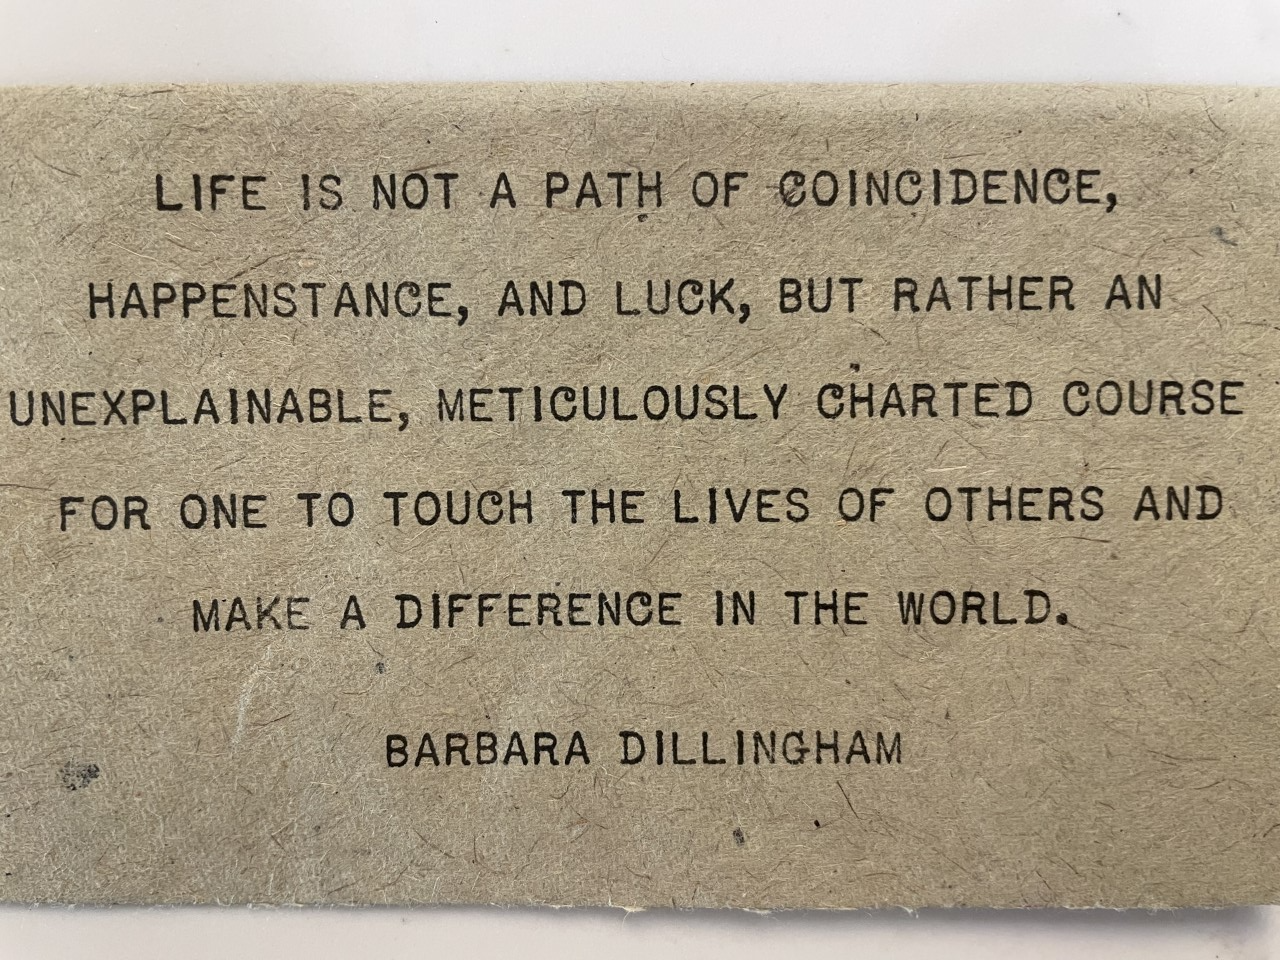 LIFE IS NOT A PATH OF COINCIDENCE,
HAPPENSTANCE, AND LUCK, BUT RATHER AN
UNEXPLAINABLE, METICULOUSLY CHARTED COURSE
FOR ONE TO TOUCH THE LIVES OF OTHERS AND
MAKE A DIFFERENCE IN THE WORLD.
BARBARA DILLINGHAM